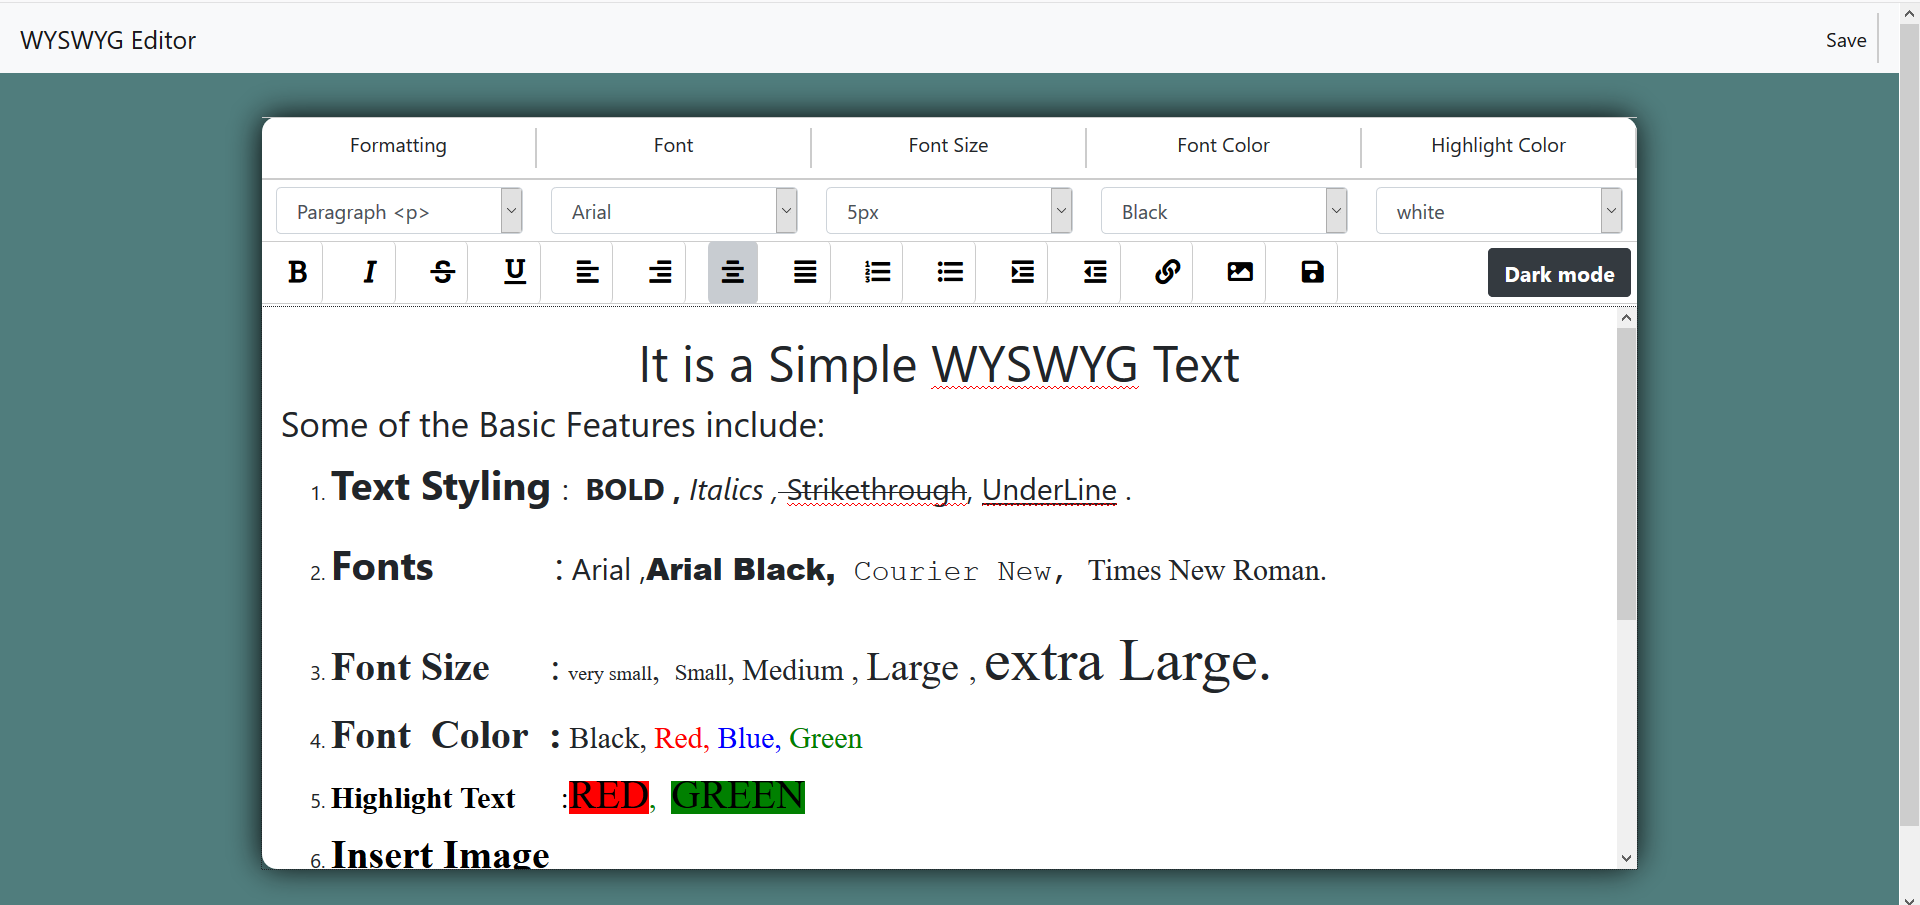 WYSWYG Editor
Save
Formatting
Font
Font Size
Font Color
Highlight Color
Paragraph <p>
Arial
5px
Black
white
B I S U
Dark mode
It is a Simple WYSWYG Text
Some of the Basic Features include:
1. Text Styling : BOLD , Italics , Strikethrough, UnderLine .
2. Fonts : Arial ,Arial Black, Courier New, Times New Roman.
3. Font Size : very small, Small, Medium , Large , extra Large.
4. Font Color : Black, Red, Blue, Green
5. Highlight Text :RED, GREEN
6. Insert Image